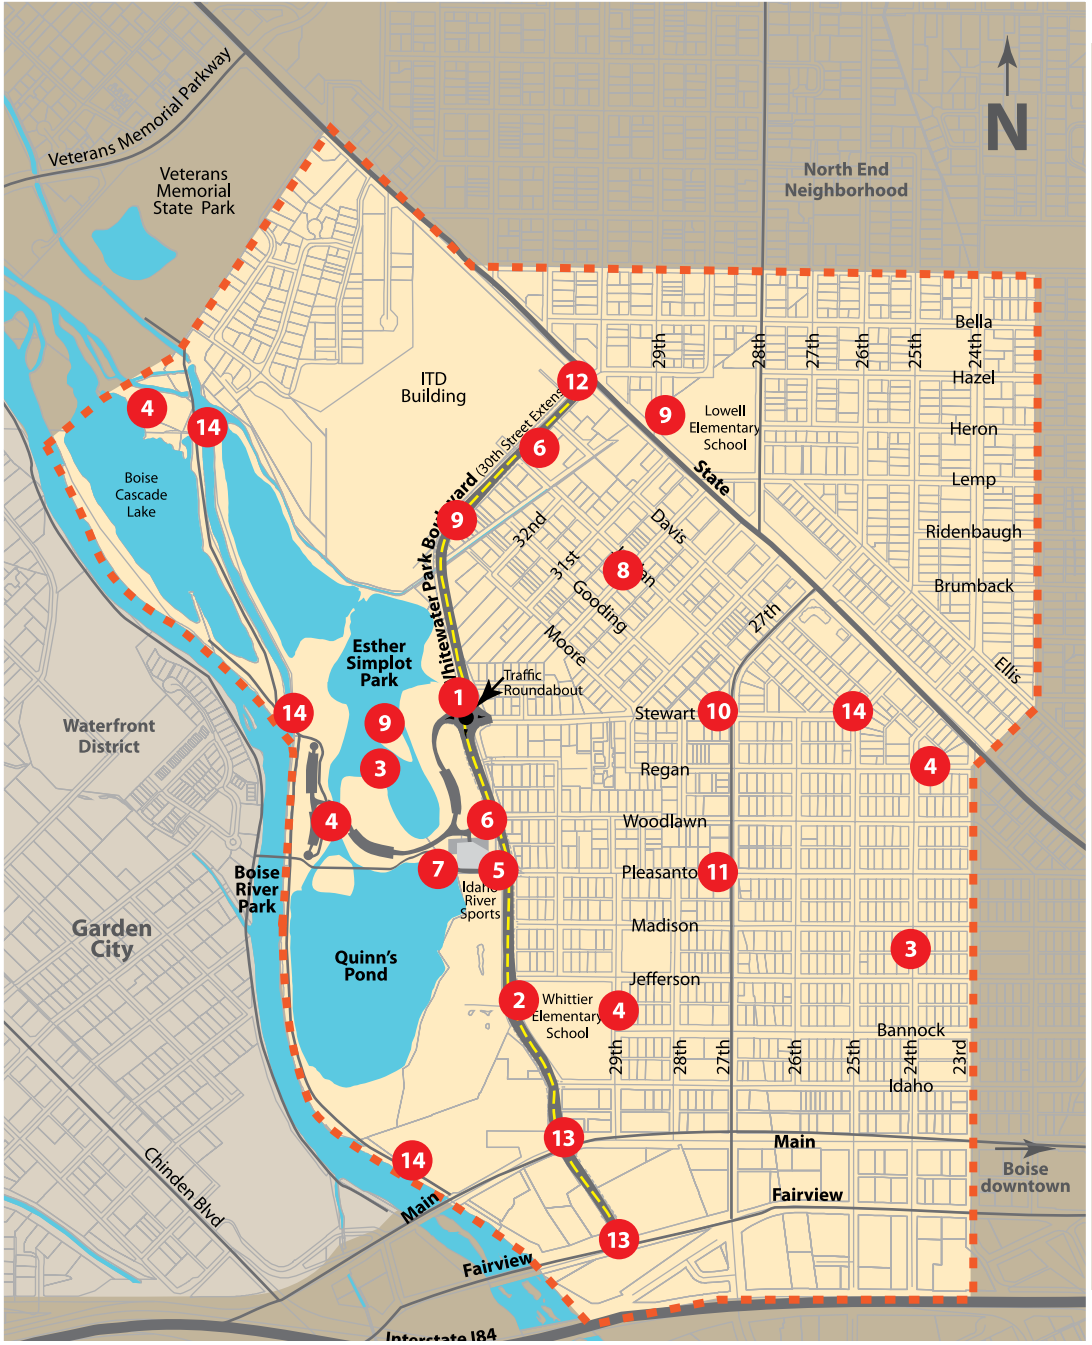 Veterans Memorial Parkway
Veterans
Memorial
State Park
N
North End
Neighborhood
Bella
29th
28th
27th
26th
25th
24th
ITD
Building
Hazel
12
4
14
9
Lowell
Elementary
School
Heron
(30th Street Extens
6
State
Lemp
Boise
Cascade
Lake
9
32nd
Davis
Ridenbaugh
31st
8
Gooding
Brumback
Whitewater Park Boulevard
Moore
27th
Esther
Simplot
Park
Ellis
Traffic
Roundabout
1
14
9
Stewart
10
14
Waterfront
District
3
Regan
4
4
6
Woodlawn
7
5
Pleasanto
11
Boise
River
Park
Idaho
River
Sports
Garden
City
Madison
3
Quinn's
Pond
Jefferson
2
Whittier
Elementary
School
4
Bannock
29th
28th
27th
26th
25th
24th
23rd
Idaho
13
Main
14
Boise
downtown
Chinden Blvd
Main
Fairview
13
Fairview
Interstate I84